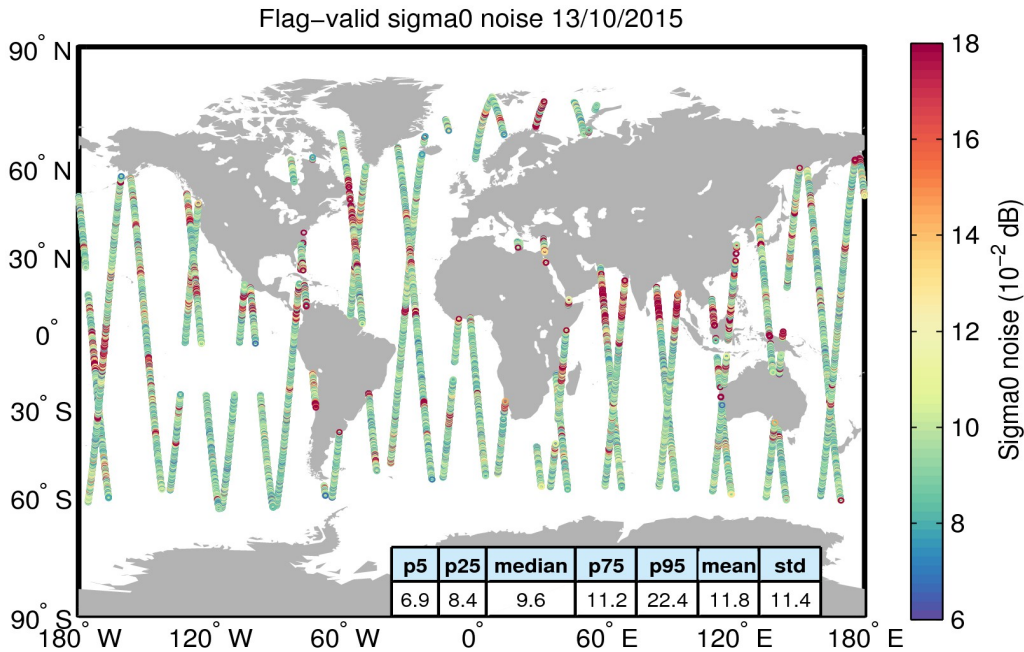 Flag−valid sigma0 noise 13/10/2015
90° N
60° N
30° N
0°
30° S
60° S
90° S
180° W 120° W 60° W 0° 60° E 120° E 180° E
p5 p25 median p75 p95 mean std
6.9 8.4 9.6 11.2 22.4 11.8 11.4
18
16
14
12
10
8
6
Sigma0 noise (10⁻² dB)